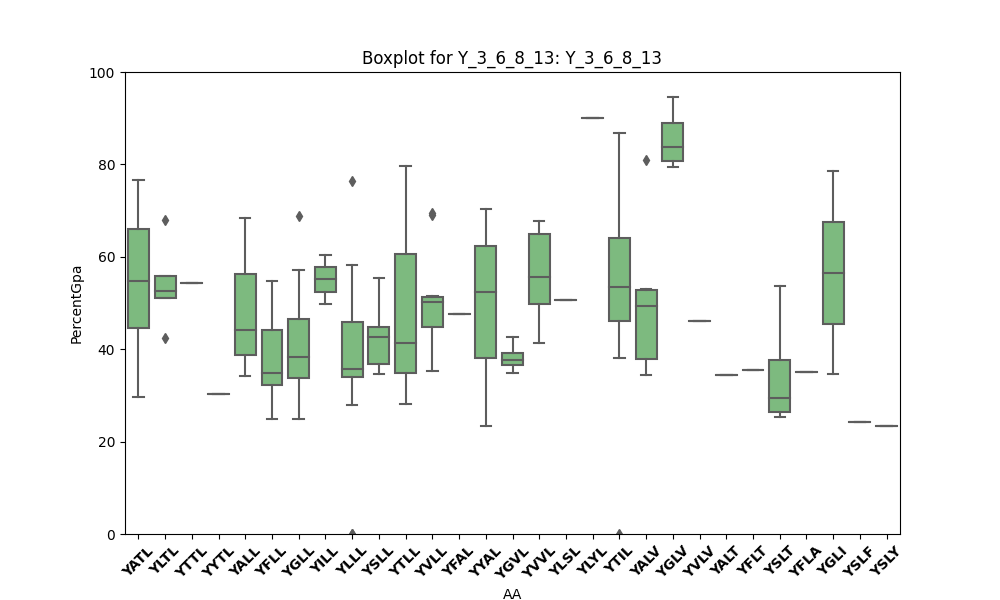 Boxplot for Y_3_6_8_13: Y_3_6_8_13
100
80
60
40
20
0
PercentGpa
YATL YLTL YTTL YYTL YALL YFLL YGLL YILL YLLL YSLL YTLL YVLL YFAL YYAL YGVL YVVL YLSL YLYL YTIL YALV YGLV YVLV YALT YFLT YSLT YFLA YGLI YSLF YSLY
AA